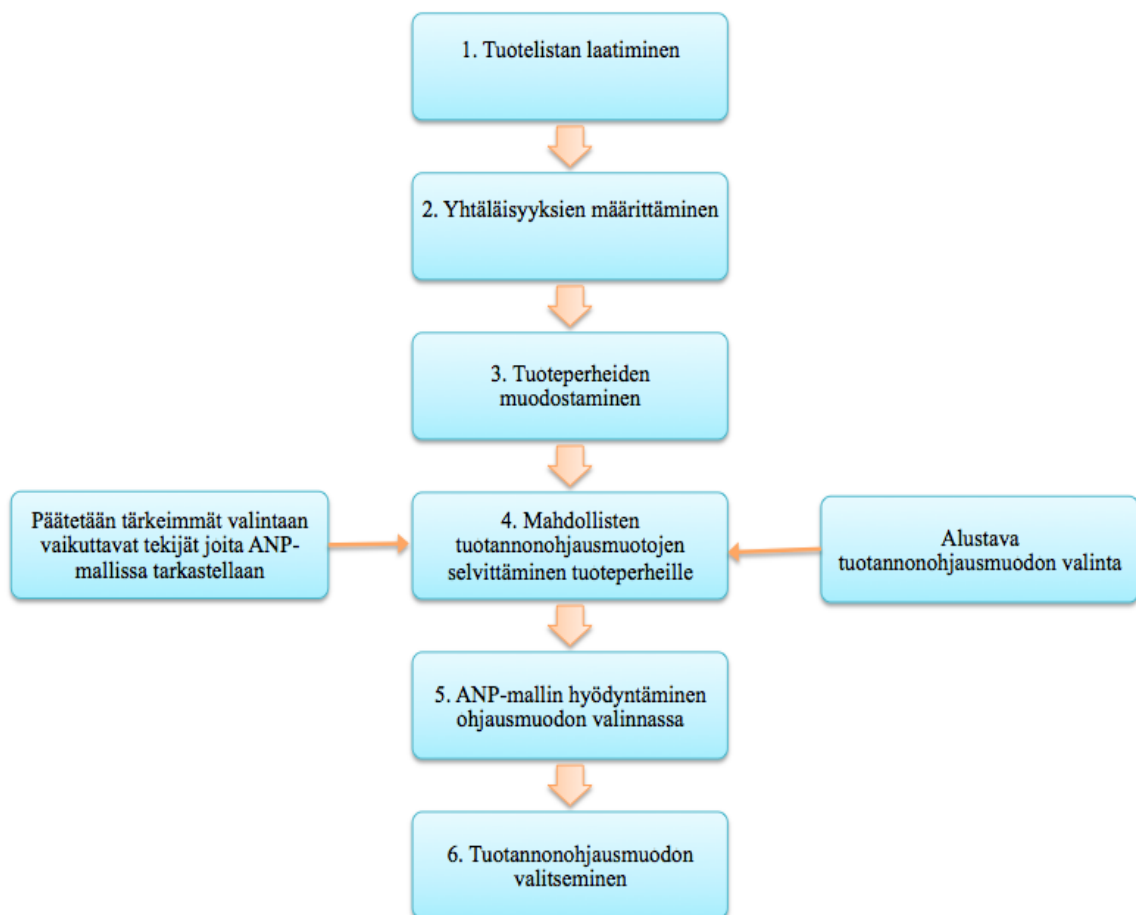 1. Tuotelistan laatiminen
2. Yhtäläisyyksien määrittäminen
3. Tuoteperheiden
muodostaminen
Päätetään tärkeimmät valintaan
vaikuttavat tekijät joita ANP-
mallissa tarkastellaan
4. Mahdollisten
tuotannonohjausmuotojen
selvittäminen tuoteperheille
Alustava
tuotannonohjausmuodon valinta
5. ANP-mallin hyödyntäminen
ohjausmuodon valinnassa
6. Tuotannonohjausmuodon
valitseminen